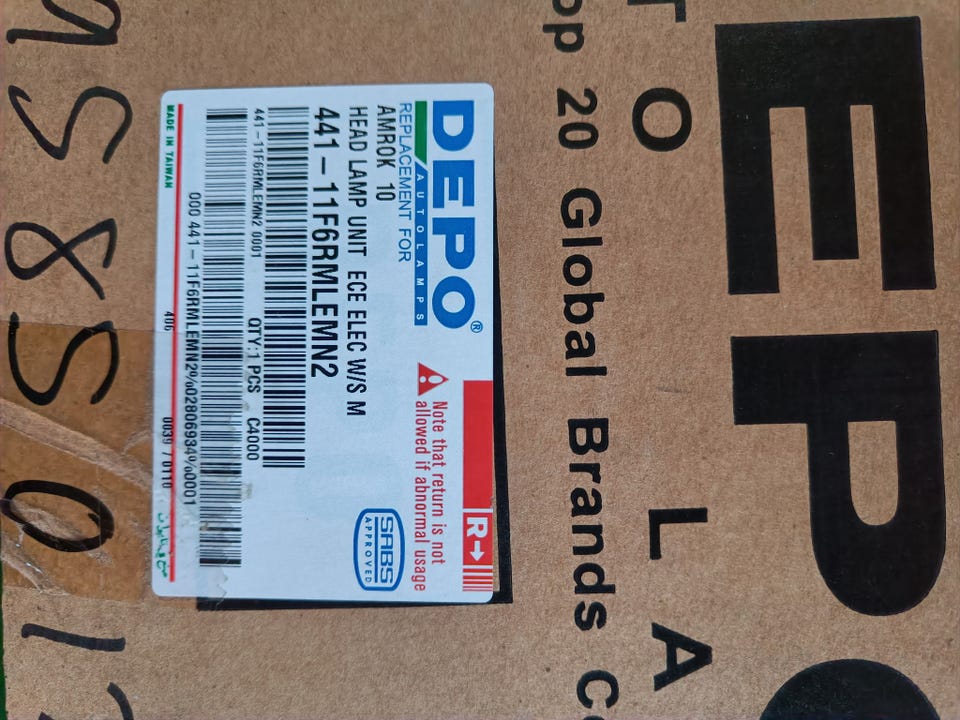 T O L A
EPO
op 20 Global Brands Co
DEPO®
AUTOLAMPS
R→
REPLACEMENT FOR
Note that return is not
allowed if abnormal usage
AMROK 10
HEAD LAMP UNIT ECE ELEC W/S M
441-11F6RMLEMN2
SABS
APPROVED
441-11F6RMLEMN2 0001 QTY:1 PCS C4000
000 441-11F6RMLEMN2%02806934%0001
MADE IN TAIWAN 406 0039 / 0110